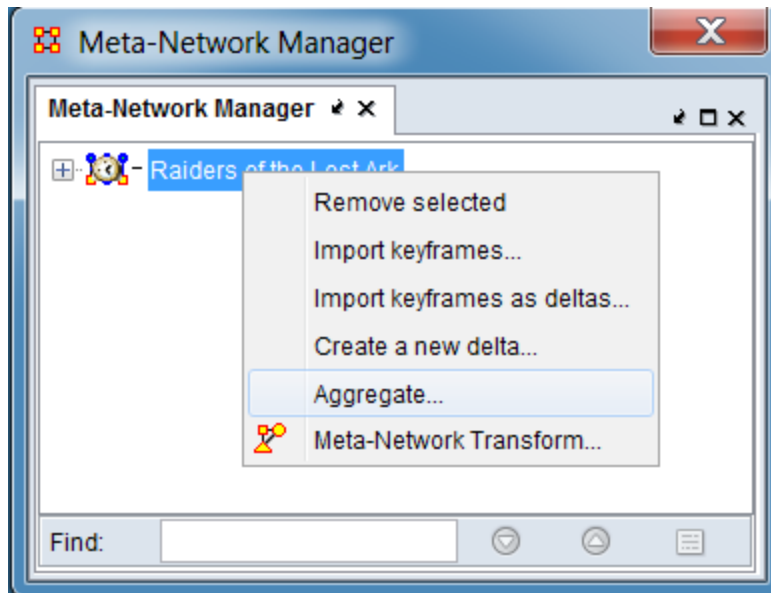 Meta-Network Manager
Meta-Network Manager
Raiders of the Lost Ark
Remove selected
Import keyframes...
Import keyframes as deltas...
Create a new delta...
Aggregate...
Meta-Network Transform...
Find: